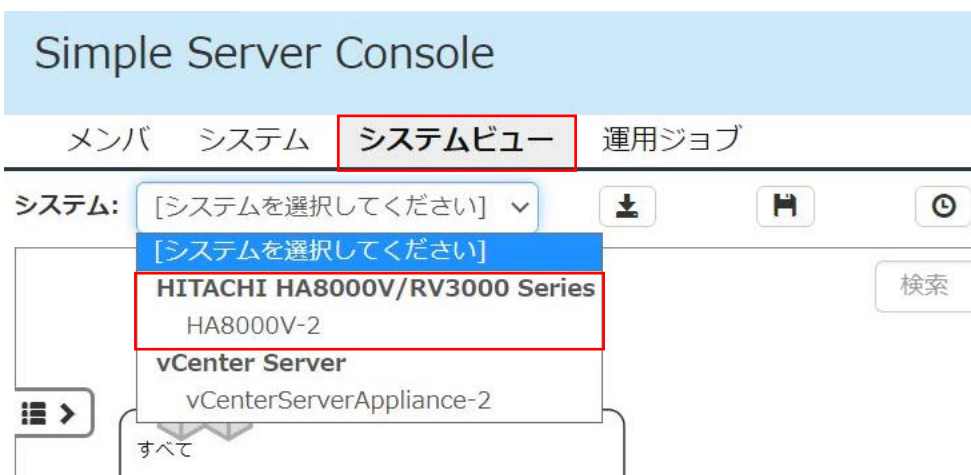 Simple Server Console
メンバ システム システムビュー 運用ジョブ
システム: [システムを選択してください]
[システムを選択してください]
HITACHI HA8000V/RV3000 Series
検索
HA8000V-2
vCenter Server
vCenterServerAppliance-2
すべて